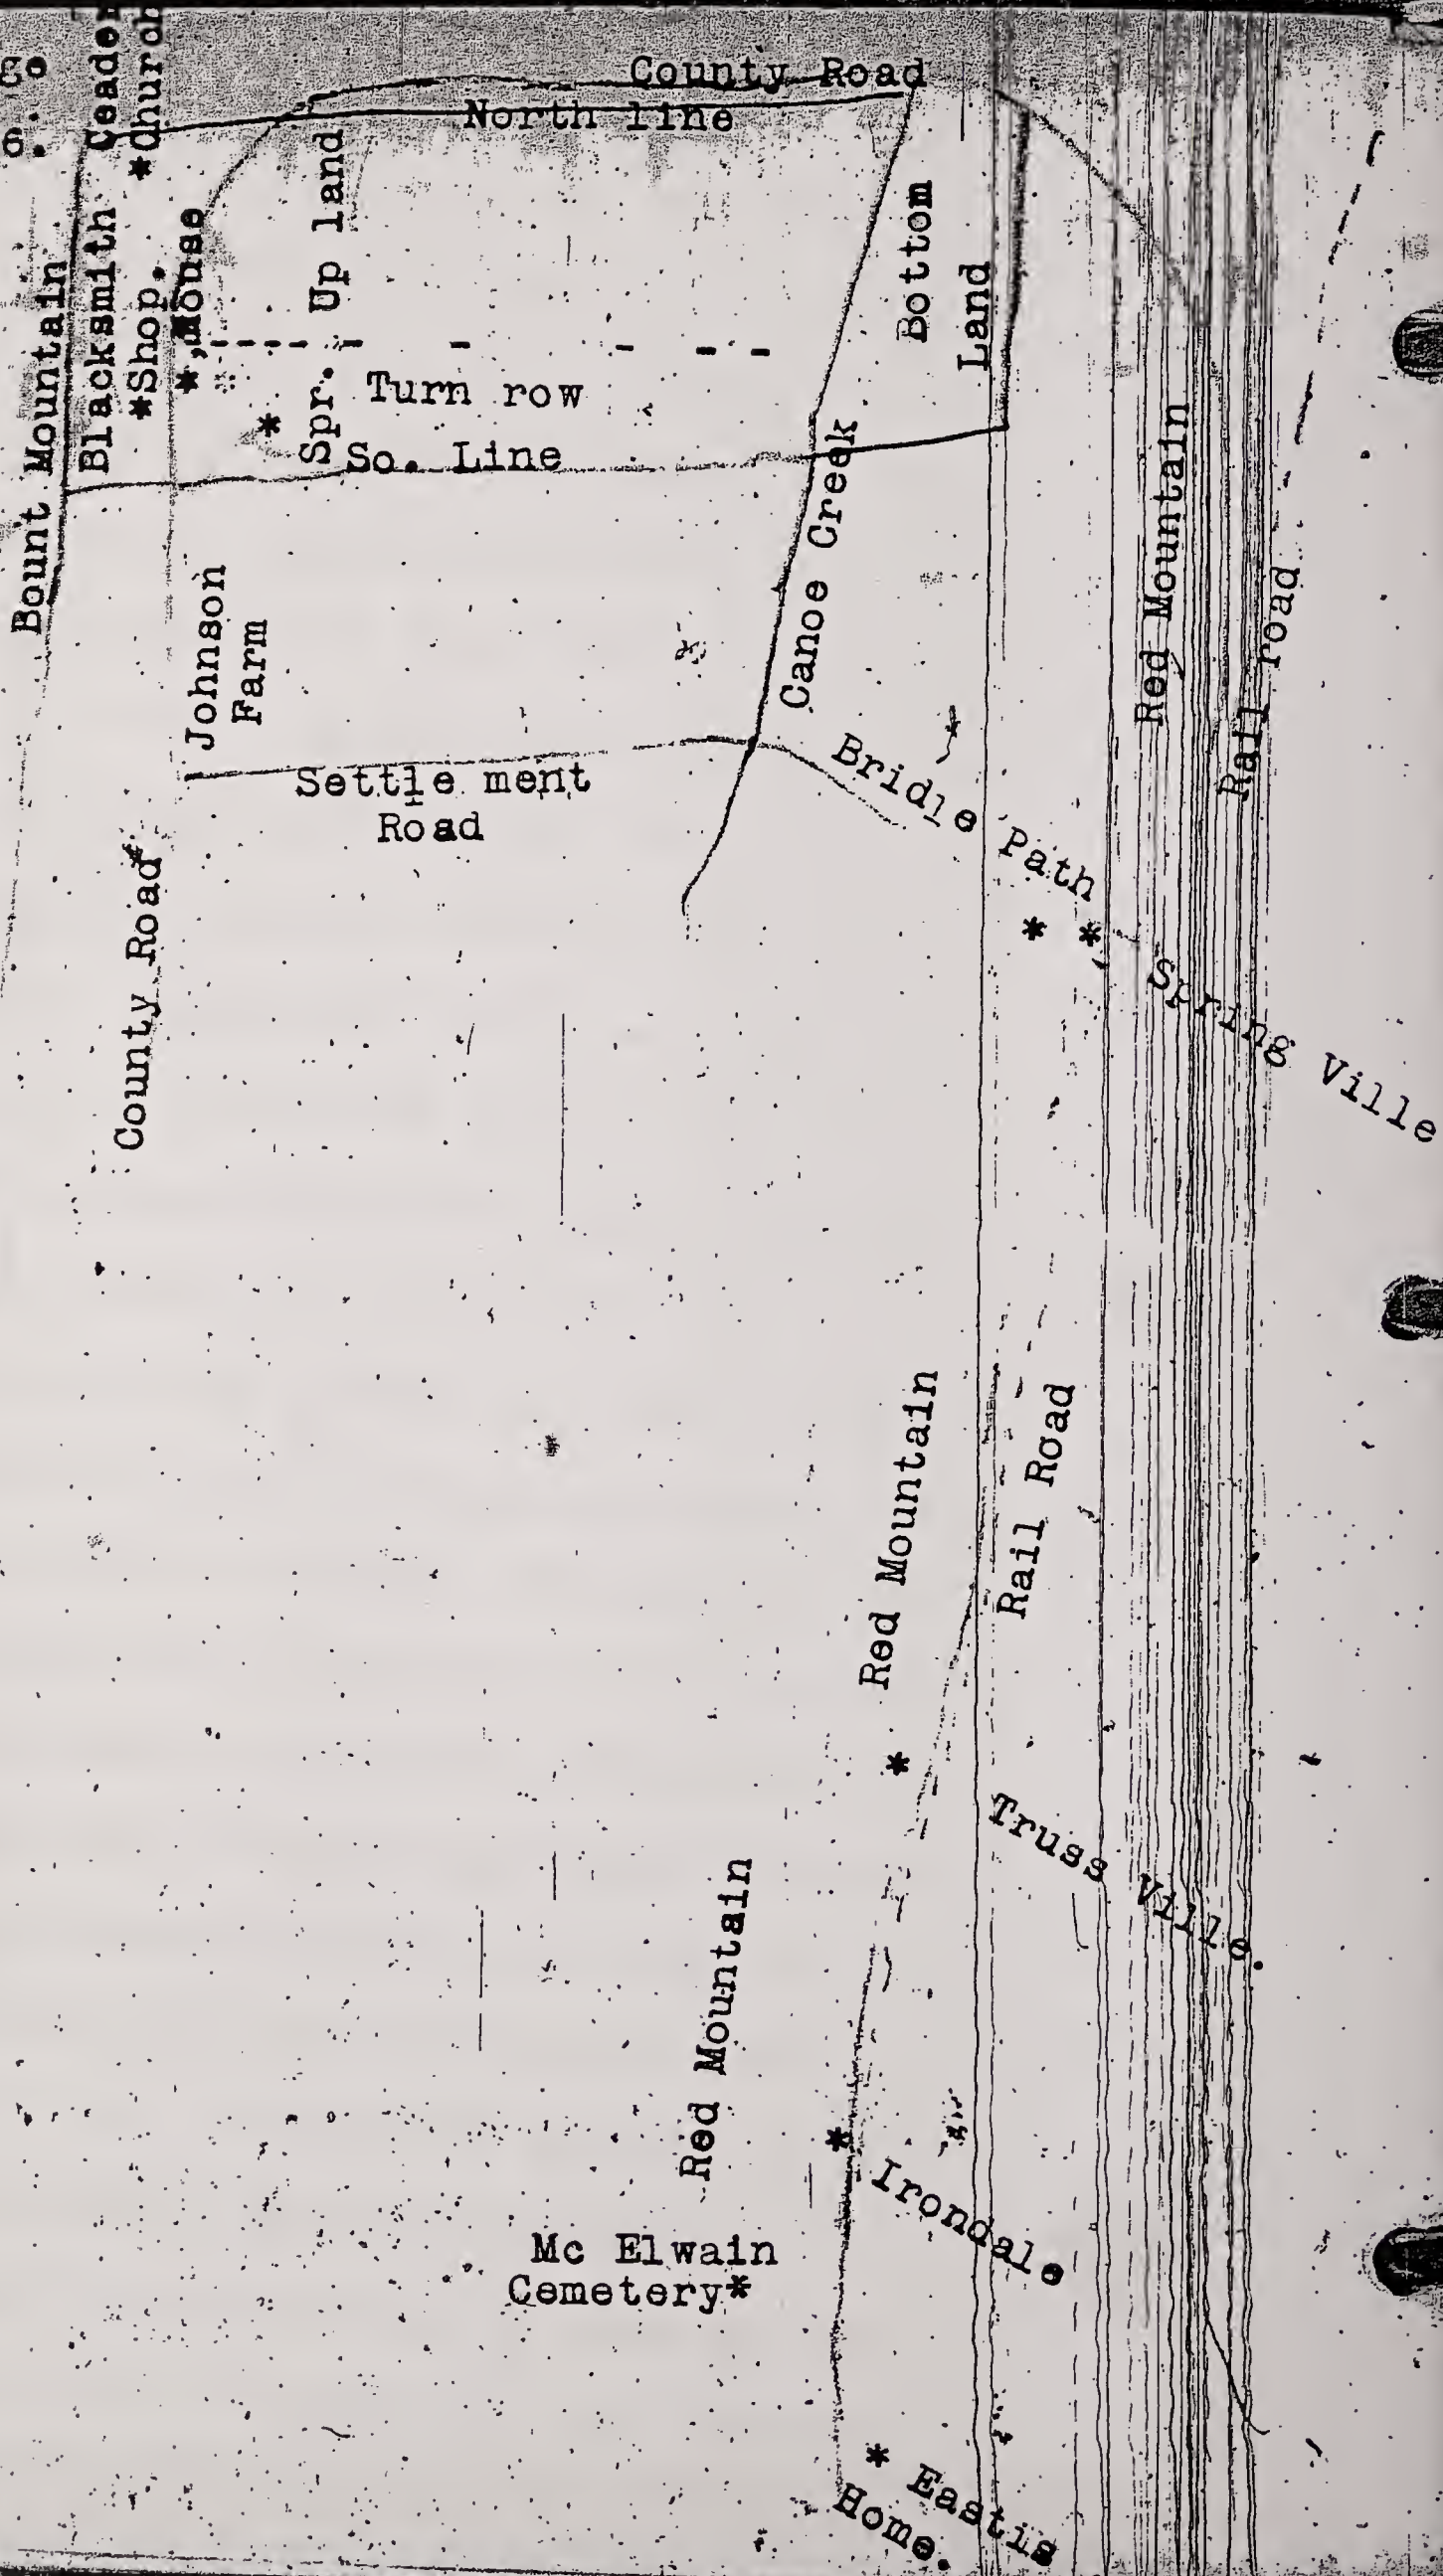 County Road
North line
6.
Bount Mountain
Blacksmith Ceader
*Shop.
*House
Spr. Up land
*
Turn row
So. Line
Bottom
Land
Canoe Creek
Red Mountain
Rail road
Johnson
Farm
Settle ment
Road
Bridle Path
* *
Spring Ville
County Road
Red Mountain
Rail Road
*
Truss Ville.
Red Mountain
* Irondale
Mc Elwain
Cemetery*
* Eastis
Home.